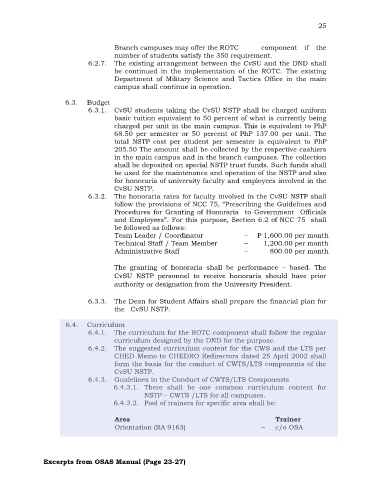 25
Branch campuses may offer the ROTC component if the
number of students satisfy the 350 requirement.
6.2.7. The existing arrangement between the CvSU and the DND shall
be continued in the implementation of the ROTC. The existing
Department of Military Science and Tactics Office in the main
campus shall continue in operation.
6.3. Budget
6.3.1. CvSU students taking the CvSU NSTP shall be charged uniform
basic tuition equivalent to 50 percent of what is currently being
charged per unit in the main campus. This is equivalent to PhP
68.50 per semester or 50 percent of PhP 137.00 per unit. The
total NSTP cost per student per semester is equivalent to PhP
205.50 The amount shall be collected by the respective cashiers
in the main campus and in the branch campuses. The collection
shall be deposited on special NSTP trust funds. Such funds shall
be used for the maintenance and operation of the NSTP and also
for honoraria of university faculty and employees involved in the
CvSU NSTP.
6.3.2. The honoraria rates for faculty involved in the CvSU NSTP shall
follow the provisions of NCC 75, “Prescribing the Guidelines and
Procedures for Granting of Honoraria to Government Officials
and Employees”. For this purpose, Section 6.2 of NCC 75 shall
be followed as follows:
Team Leader / Coordinator – P 1,600.00 per month
Technical Staff / Team Member – 1,200.00 per month
Administrative Staff – 800.00 per month
The granting of honoraria shall be performance – based. The
CvSU NSTP personnel to receive honoraria should have prior
authority or designation from the University President.
6.3.3. The Dean for Student Affairs shall prepare the financial plan for
the CvSU NSTP.
6.4. Curriculum
6.4.1. The curriculum for the ROTC component shall follow the regular
curriculum designed by the DND for the purpose.
6.4.2. The suggested curriculum content for the CWS and the LTS per
CHED Memo to CHEDRO Redirectors dated 25 April 2002 shall
form the basis for the conduct of CWTS/LTS components of the
CvSU NSTP.
6.4.3. Guidelines in the Conduct of CWTS/LTS Components
6.4.3.1. There shall be one common curriculum content for
NSTP – CWTS /LTS for all campuses.
6.4.3.2. Pool of trainers for specific area shall be:
Area Trainer
Orientation (RA 9163) – c/o OSA
Excerpts from OSAS Manual (Page 23-27)